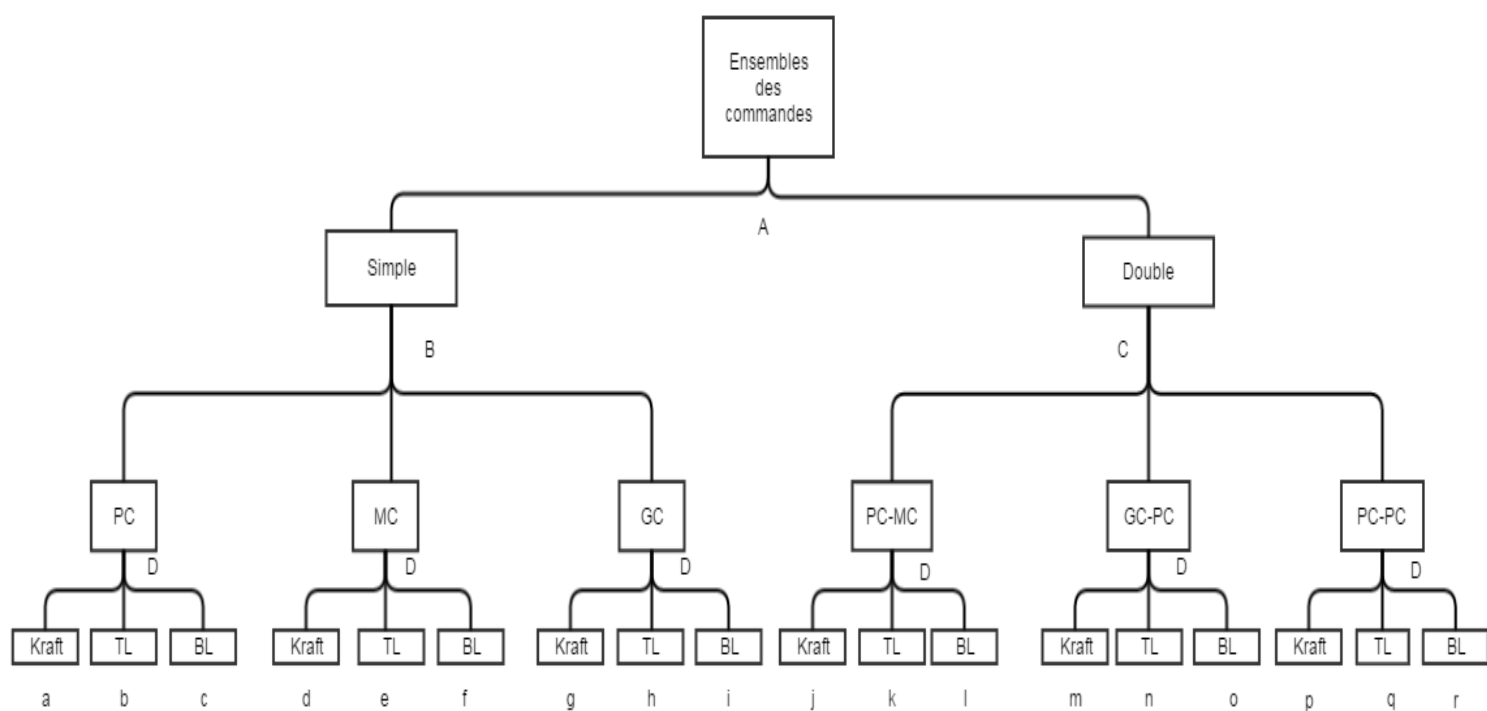 Ensembles
des
commandes
A
Simple
Double
B
C
PC
MC
GC
PC-MC
GC-PC
PC-PC
D
D
D
D
D
D
Kraft
TL
BL
Kraft
TL
BL
Kraft
TL
BL
Kraft
TL
BL
Kraft
TL
BL
Kraft
TL
BL
a
b
c
d
e
f
g
h
i
j
k
l
m
n
o
p
q
r